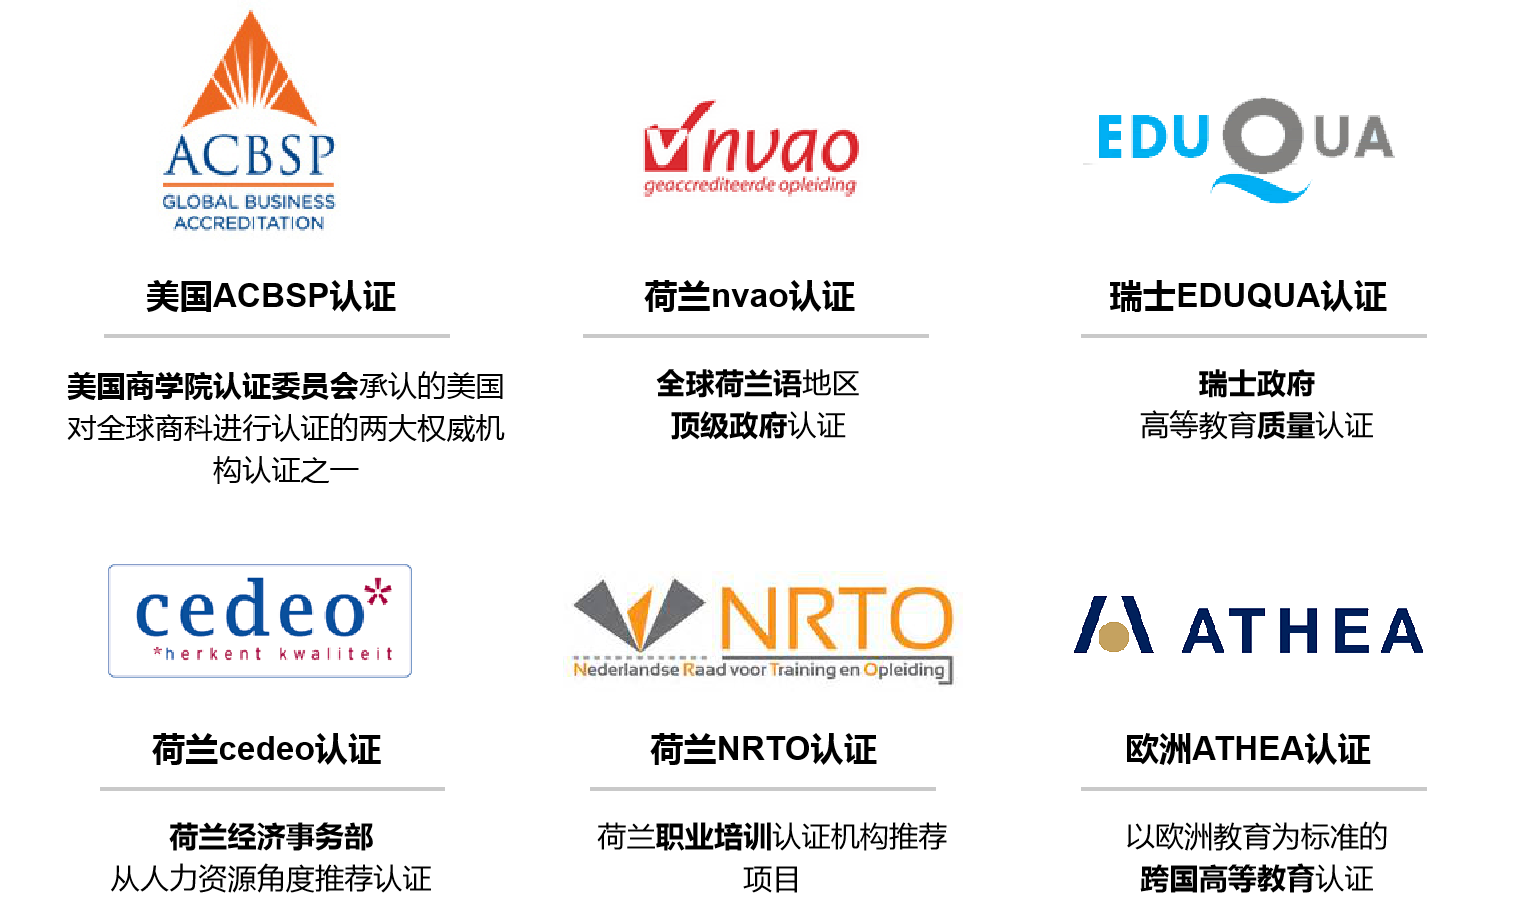 ACBSP
GLOBAL BUSINESS
ACCREDITATION
nvao
geaccrediteerde opleiding
EDUQUA
美国ACBSP认证
荷兰nvao认证
瑞士EDUQUA认证
美国商学院认证委员会承认的美国
对全球商科进行认证的两大权威机
构认证之一
全球荷兰语地区
顶级政府认证
瑞士政府
高等教育质量认证
cedeo*
*herkent kwaliteit
NRTO
Nederlandse Raad voor Training en Opleiding
ATHEA
荷兰cedeo认证
荷兰NRTO认证
欧洲ATHEA认证
荷兰经济事务部
从人力资源角度推荐认证
荷兰职业培训认证机构推荐
项目
以欧洲教育为标准的
跨国高等教育认证